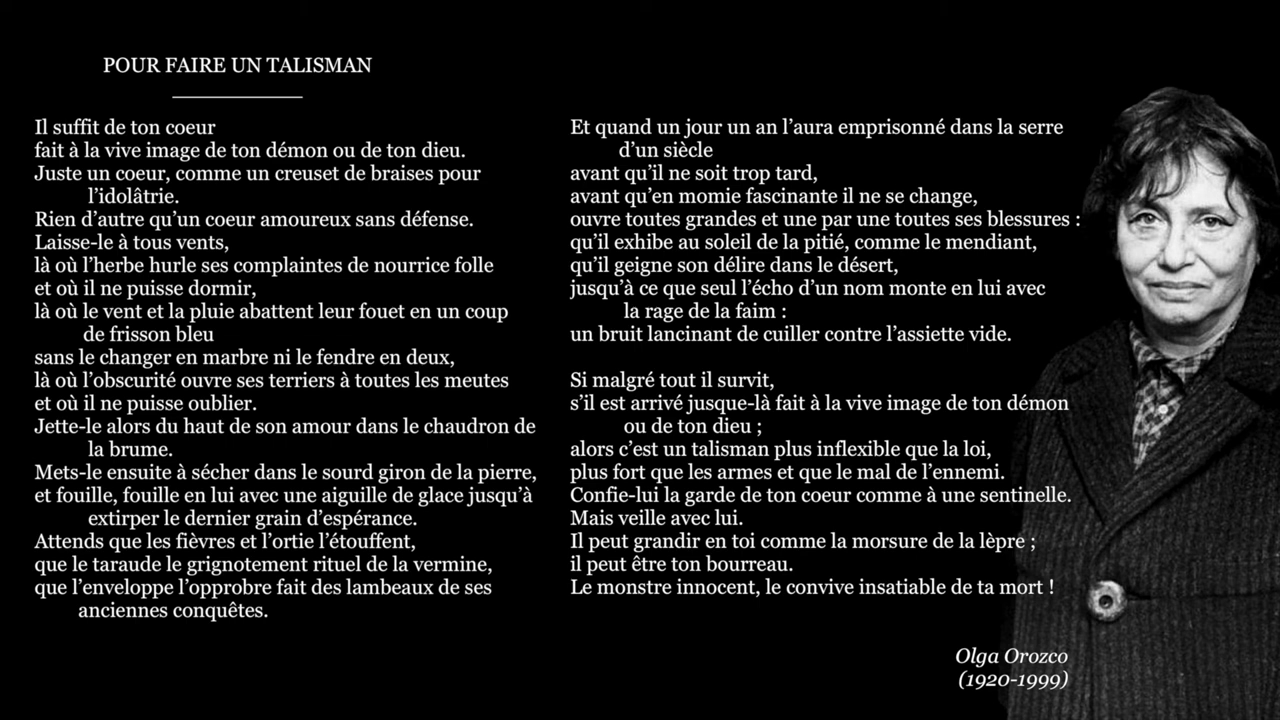 POUR FAIRE UN TALISMAN
Il suffit de ton coeur
fait à la vive image de ton démon ou de ton dieu.
Juste un coeur, comme un creuset de braises pour
l’idolâtrie.
Rien d’autre qu’un coeur amoureux sans défense.
Laisse-le à tous vents,
là où l’herbe hurle ses complaintes de nourrice folle
et où il ne puisse dormir,
là où le vent et la pluie abattent leur fouet en un coup
de frisson bleu
sans le changer en marbre ni le fendre en deux,
là où l’obscurité ouvre ses terriers à toutes les meutes
et où il ne puisse oublier.
Jette-le alors du haut de son amour dans le chaudron de
la brume.
Mets-le ensuite à sécher dans le sourd giron de la pierre,
et fouille, fouille en lui avec une aiguille de glace jusqu’à
extirper le dernier grain d’espérance.
Attends que les fièvres et l’ortie l’étouffent,
que le taraude le grignotement rituel de la vermine,
que l’enveloppe l’opprobre fait des lambeaux de ses
anciennes conquêtes.
Et quand un jour un an l’aura emprisonné dans la serre
d’un siècle
avant qu’il ne soit trop tard,
avant qu’en momie fascinante il ne se change,
ouvre toutes grandes et une par une toutes ses blessures :
qu’il exhibe au soleil de la pitié, comme le mendiant,
qu’il geigne son délire dans le désert,
jusqu’à ce que seul l’écho d’un nom monte en lui avec
la rage de la faim :
un bruit lancinant de cuiller contre l’assiette vide.
Si malgré tout il survit,
s’il est arrivé jusque-là fait à la vive image de ton démon
ou de ton dieu ;
alors c’est un talisman plus inflexible que la loi,
plus fort que les armes et que le mal de l’ennemi.
Confie-lui la garde de ton coeur comme à une sentinelle.
Mais veille avec lui.
Il peut grandir en toi comme la morsure de la lèpre ;
il peut être ton bourreau.
Le monstre innocent, le convive insatiable de ta mort !
Olga Orozco
(1920-1999)